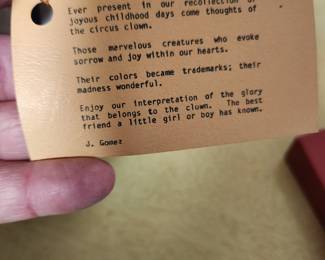 Ever present in our recollection of
joyous childhood days come thoughts of
the circus clown.
Those marvelous creatures who evoke
sorrow and joy within our hearts.
Their colors became trademarks; their
madness wonderful.
Enjoy our interpretation of the glory
that belongs to the clown. The best
friend a little girl or boy has known.
J. Gomez